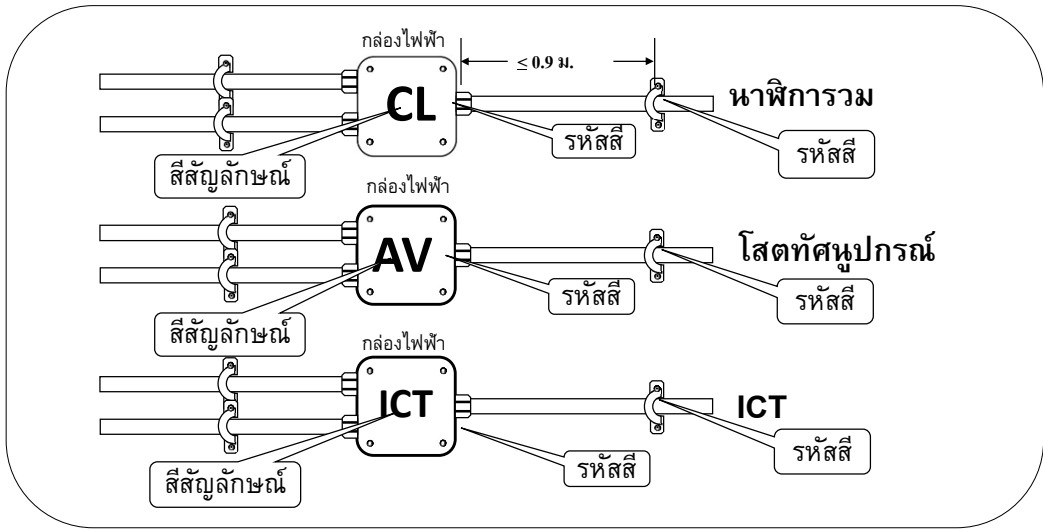 กล่องไฟฟ้า
≤ 0.9 ม.
CL
นาฬิการวม
รหัสสี
รหัสสี
สีสัญลักษณ์
กล่องไฟฟ้า
AV
โสตทัศนูปกรณ์
รหัสสี
รหัสสี
สีสัญลักษณ์
กล่องไฟฟ้า
ICT
ICT
รหัสสี
รหัสสี
สีสัญลักษณ์